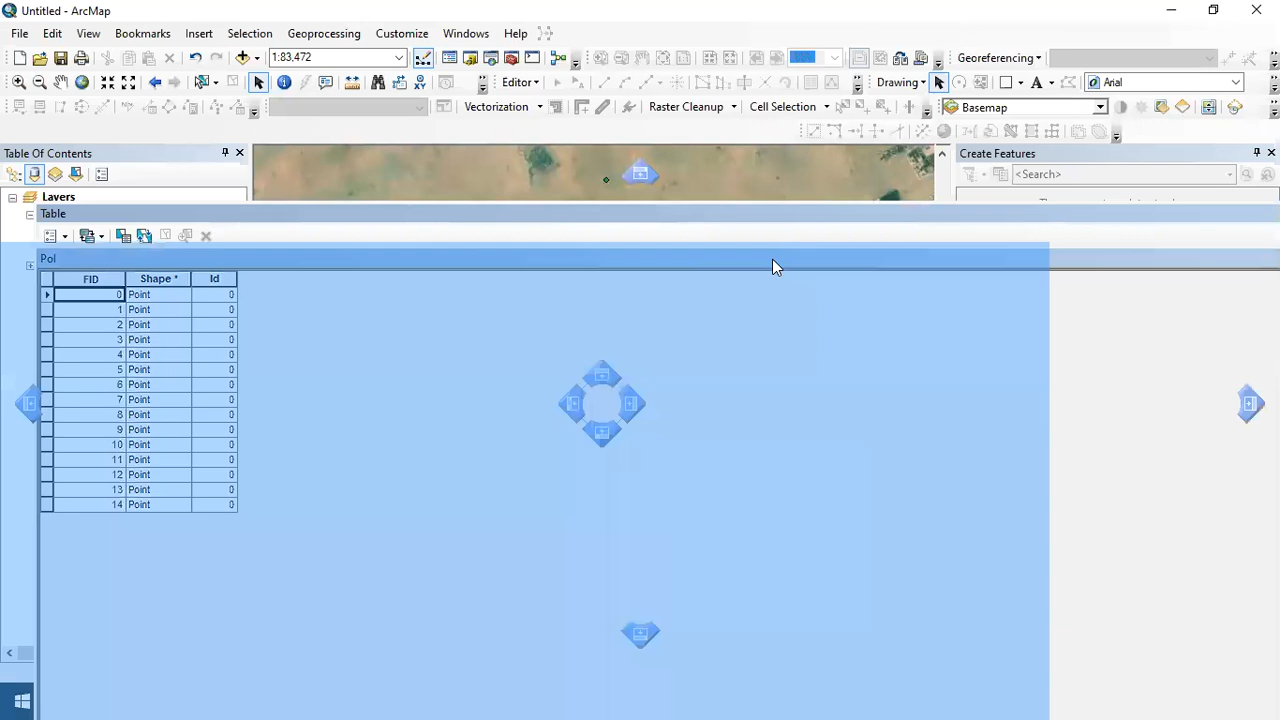 Untitled - ArcMap
File Edit View Bookmarks Insert Selection Geoprocessing Customize Windows Help
1:83,472 Georeferencing
Editor Drawing Arial
Vectorization Raster Cleanup Cell Selection Basemap
Table Of Contents Create Features
<Search>
Layers
Table
Pol
FID Shape * Id
0 Point 0
1 Point 0
2 Point 0
3 Point 0
4 Point 0
5 Point 0
6 Point 0
7 Point 0
8 Point 0
9 Point 0
10 Point 0
11 Point 0
12 Point 0
13 Point 0
14 Point 0